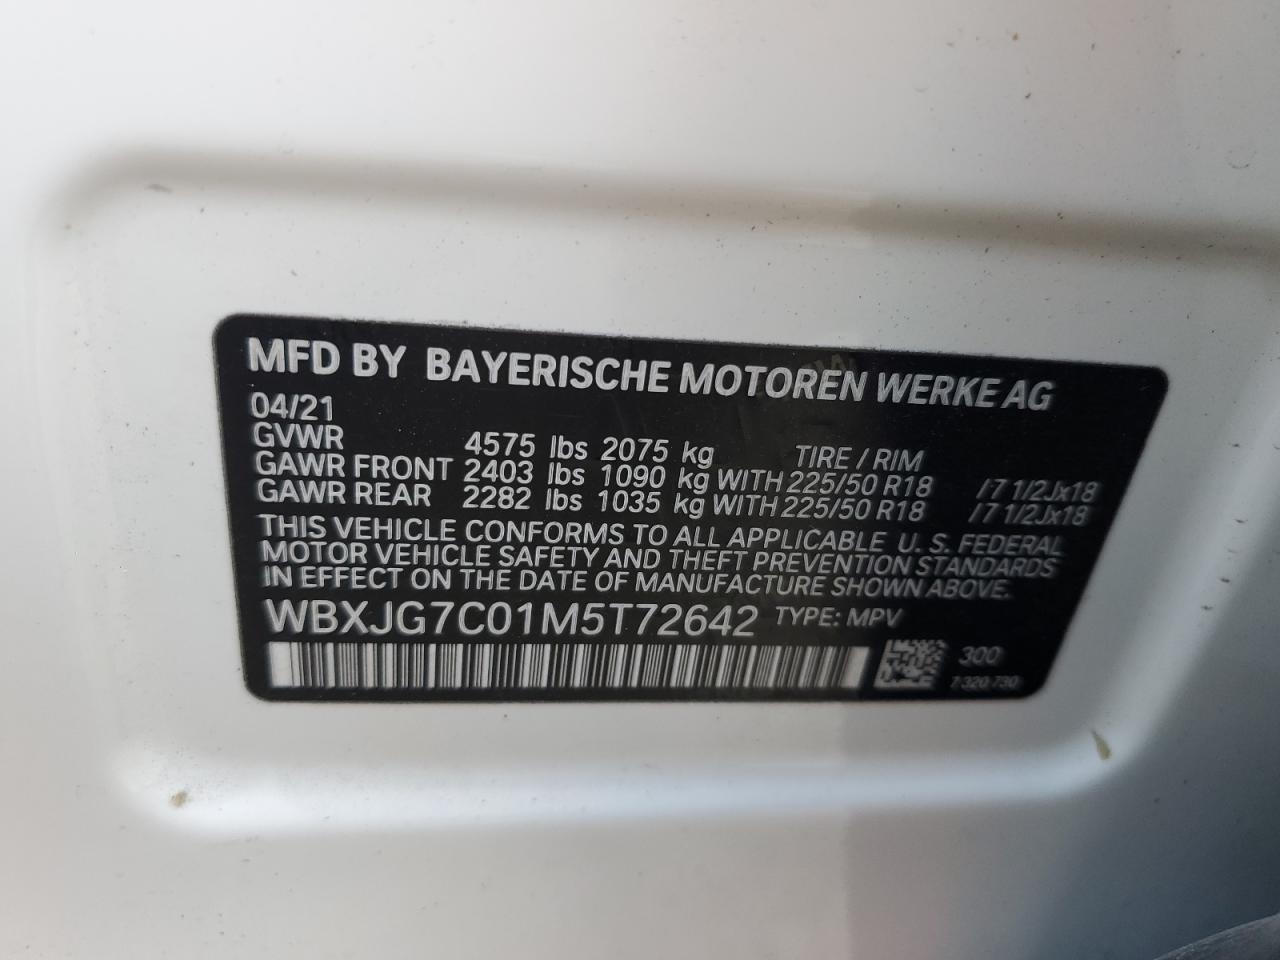 MFD BY BAYERISCHE MOTOREN WERKE AG
04/21
GVWR 4575 lbs 2075 kg TIRE / RIM
GAWR FRONT 2403 lbs 1090 kg WITH 225/50 R18 /7 1/2Jx18
GAWR REAR 2282 lbs 1035 kg WITH 225/50 R18 /7 1/2Jx18
THIS VEHICLE CONFORMS TO ALL APPLICABLE U. S. FEDERAL
MOTOR VEHICLE SAFETY AND THEFT PREVENTION STANDARDS
IN EFFECT ON THE DATE OF MANUFACTURE SHOWN ABOVE.
WBXJG7C01M5T72642 TYPE: MPV
300
7 320 730